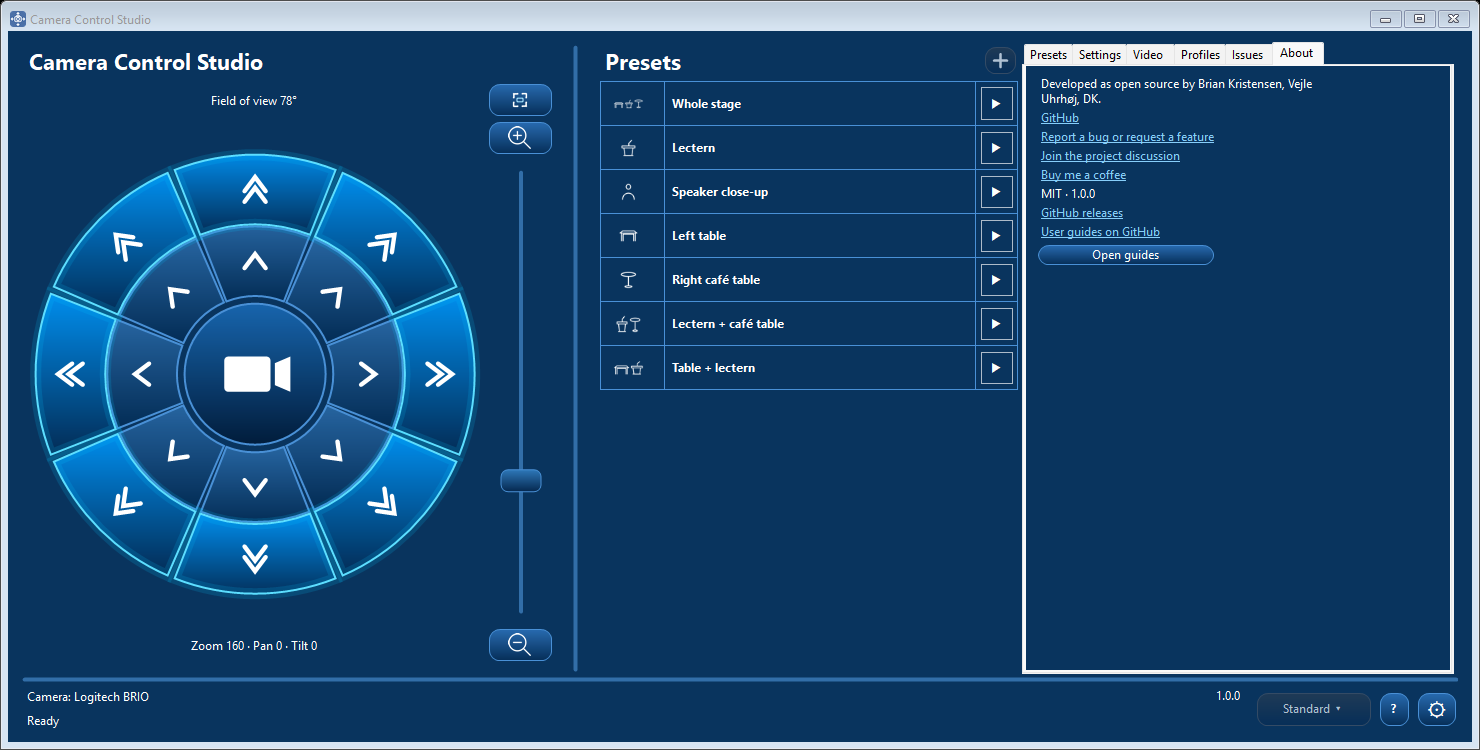 Camera Control Studio
Camera Control Studio
Field of view 78°
Zoom 160 · Pan 0 · Tilt 0
Presets
Whole stage
Lectern
Speaker close-up
Left table
Right café table
Lectern + café table
Table + lectern
Presets Settings Video Profiles Issues About
Developed as open source by Brian Kristensen, Vejle
Uhrhøj, DK.
GitHub
Report a bug or request a feature
Join the project discussion
Buy me a coffee
MIT · 1.0.0
GitHub releases
User guides on GitHub
Open guides
Camera: Logitech BRIO
Ready
1.0.0
Standard
?